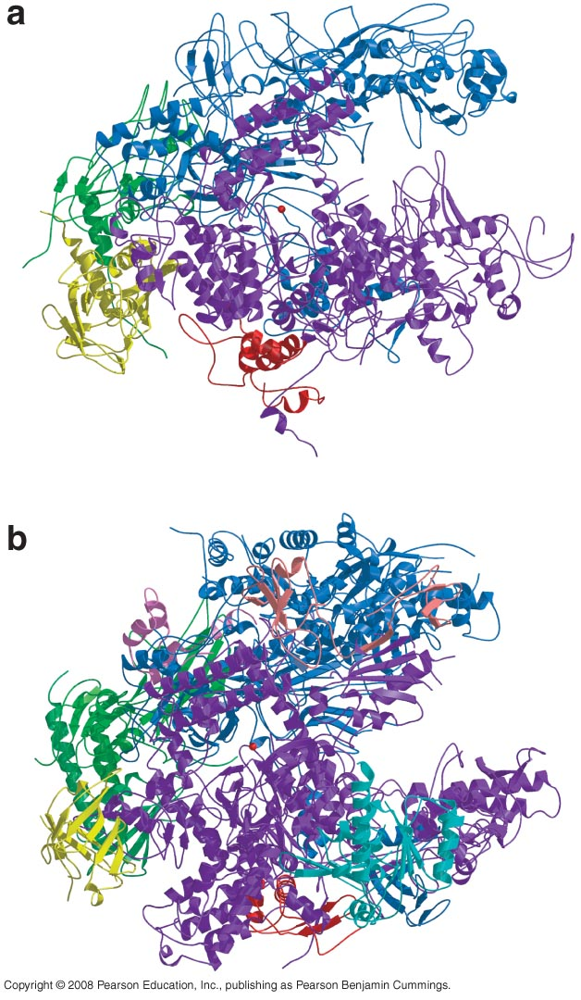 a
b
Copyright © 2008 Pearson Education, Inc., publishing as Pearson Benjamin Cummings.